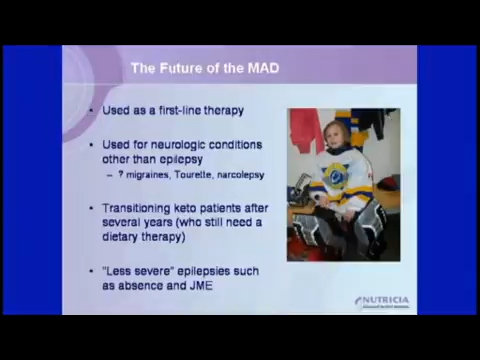 The Future of the MAD
• Used as a first-line therapy
• Used for neurologic conditions
other than epilepsy
– ? migraines, Tourette, narcolepsy
• Transitioning keto patients after
several years (who still need a
dietary therapy)
• "Less severe" epilepsies such
as absence and JME
NUTRICIA